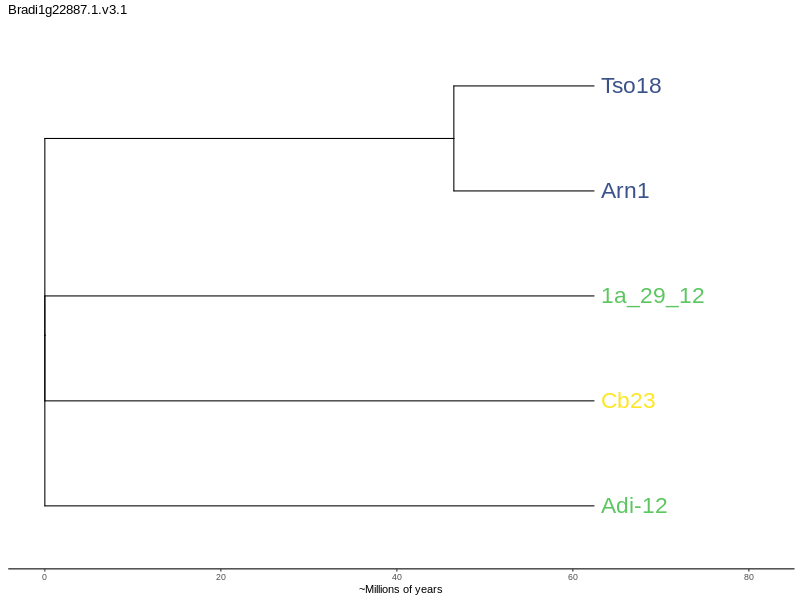 Bradi1g22887.1.v3.1
Tso18
Arn1
1a_29_12
Cb23
Adi-12
0 20 40 60 80
~Millions of years